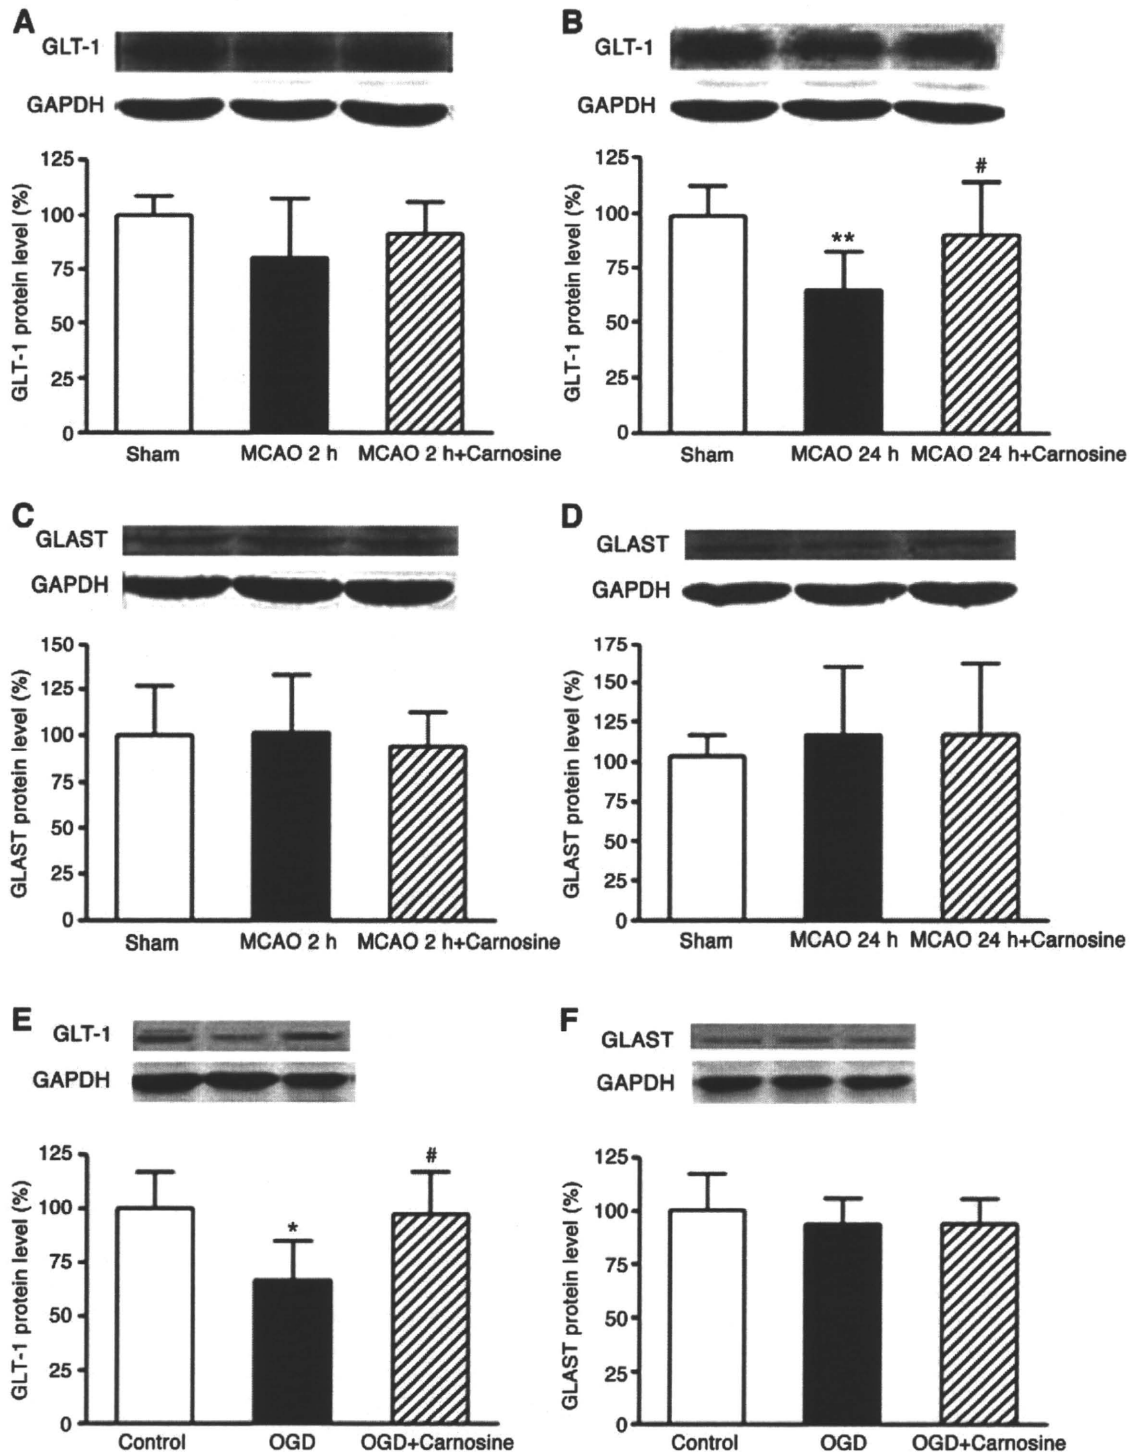 A
GLT-1
GAPDH
125
100
75
50
25
0
GLT-1 protein level (%)
Sham MCAO 2 h MCAO 2 h+Carnosine
B
GLT-1
GAPDH
125
100
75
50
25
0
GLT-1 protein level (%)
**
#
Sham MCAO 24 h MCAO 24 h+Carnosine
C
GLAST
GAPDH
150
125
100
75
50
25
0
GLAST protein level (%)
Sham MCAO 2 h MCAO 2 h+Carnosine
D
GLAST
GAPDH
175
150
125
100
75
50
25
0
GLAST protein level (%)
Sham MCAO 24 h MCAO 24 h+Carnosine
E
GLT-1
GAPDH
125
100
75
50
25
0
GLT-1 protein level (%)
*
#
Control OGD OGD+Carnosine
F
GLAST
GAPDH
125
100
75
50
25
0
GLAST protein level (%)
Control OGD OGD+Carnosine